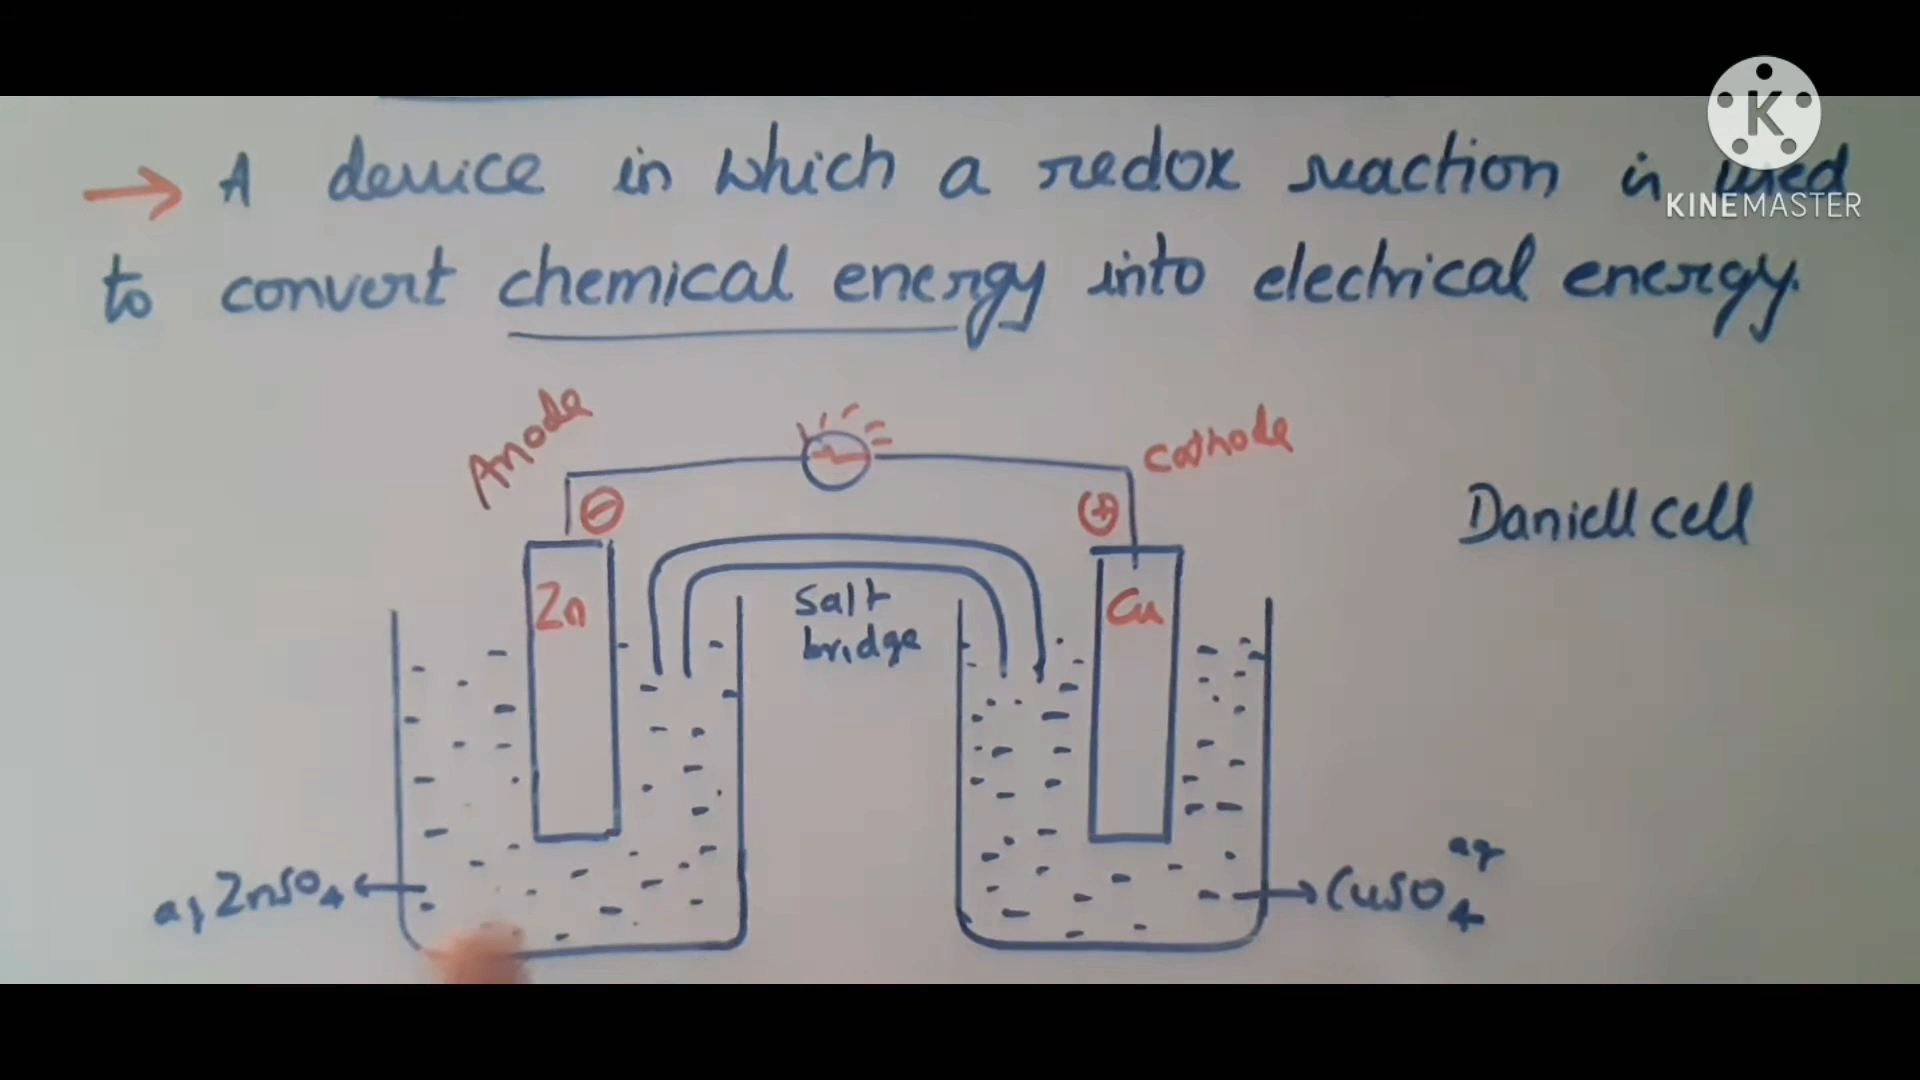 → A device in which a redox reaction is used
to convert chemical energy into electrical energy.
K
KINEMASTER
Anode
Cathode
⊖
⊕
Daniell cell
Zn
Cu
Salt
bridge
aq ZnSO4
CuSO4 aq